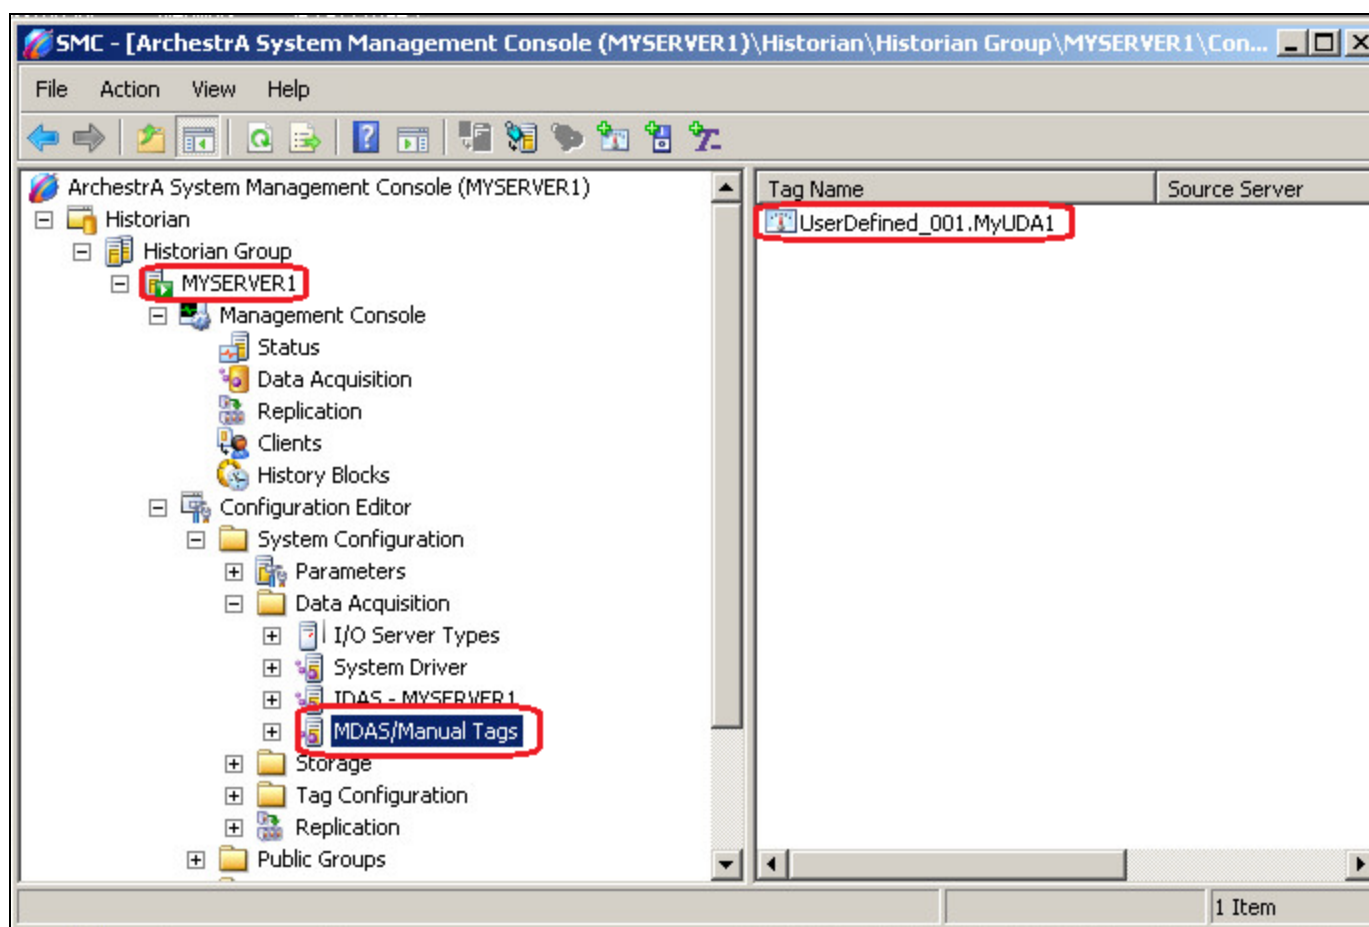 SMC - [ArchestrA System Management Console (MYSERVER1)\Historian\Historian Group\MYSERVER1\Con...
File Action View Help
ArchestrA System Management Console (MYSERVER1)
Historian
Historian Group
MYSERVER1
Management Console
Status
Data Acquisition
Replication
Clients
History Blocks
Configuration Editor
System Configuration
Parameters
Data Acquisition
I/O Server Types
System Driver
IDAS - MYSERVER1
MDAS/Manual Tags
Storage
Tag Configuration
Replication
Public Groups
Tag Name Source Server
UserDefined_001.MyUDA1
1 Item